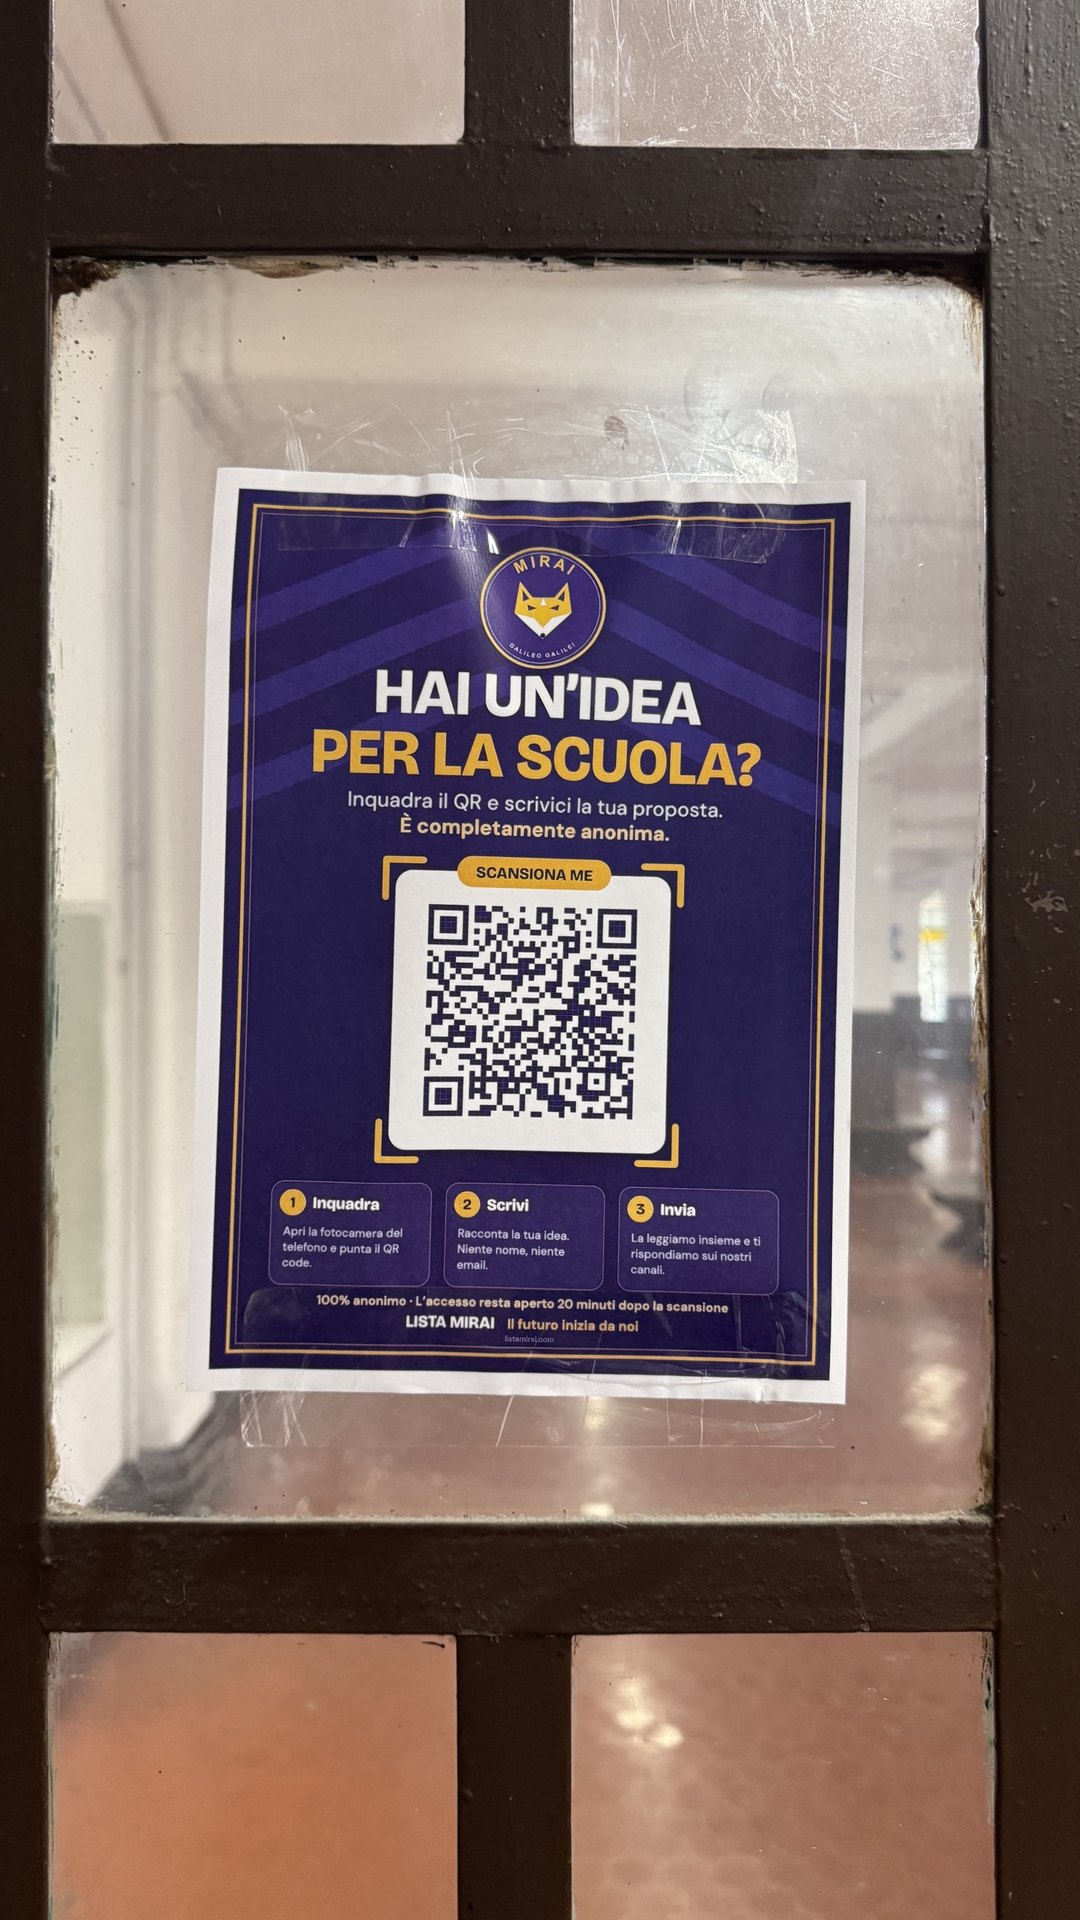 MIRAI
GALILEO GALILEI
HAI UN'IDEA
PER LA SCUOLA?
Inquadra il QR e scrivici la tua proposta.
È completamente anonima.
SCANSIONA ME
1 Inquadra
Apri la fotocamera del
telefono e punta il QR
code.
2 Scrivi
Racconta la tua idea.
Niente nome, niente
email.
3 Invia
La leggiamo insieme e ti
rispondiamo sui nostri
canali.
100% anonimo · L'accesso resta aperto 20 minuti dopo la scansione
LISTA MIRAI Il futuro inizia da noi
listamirai.com